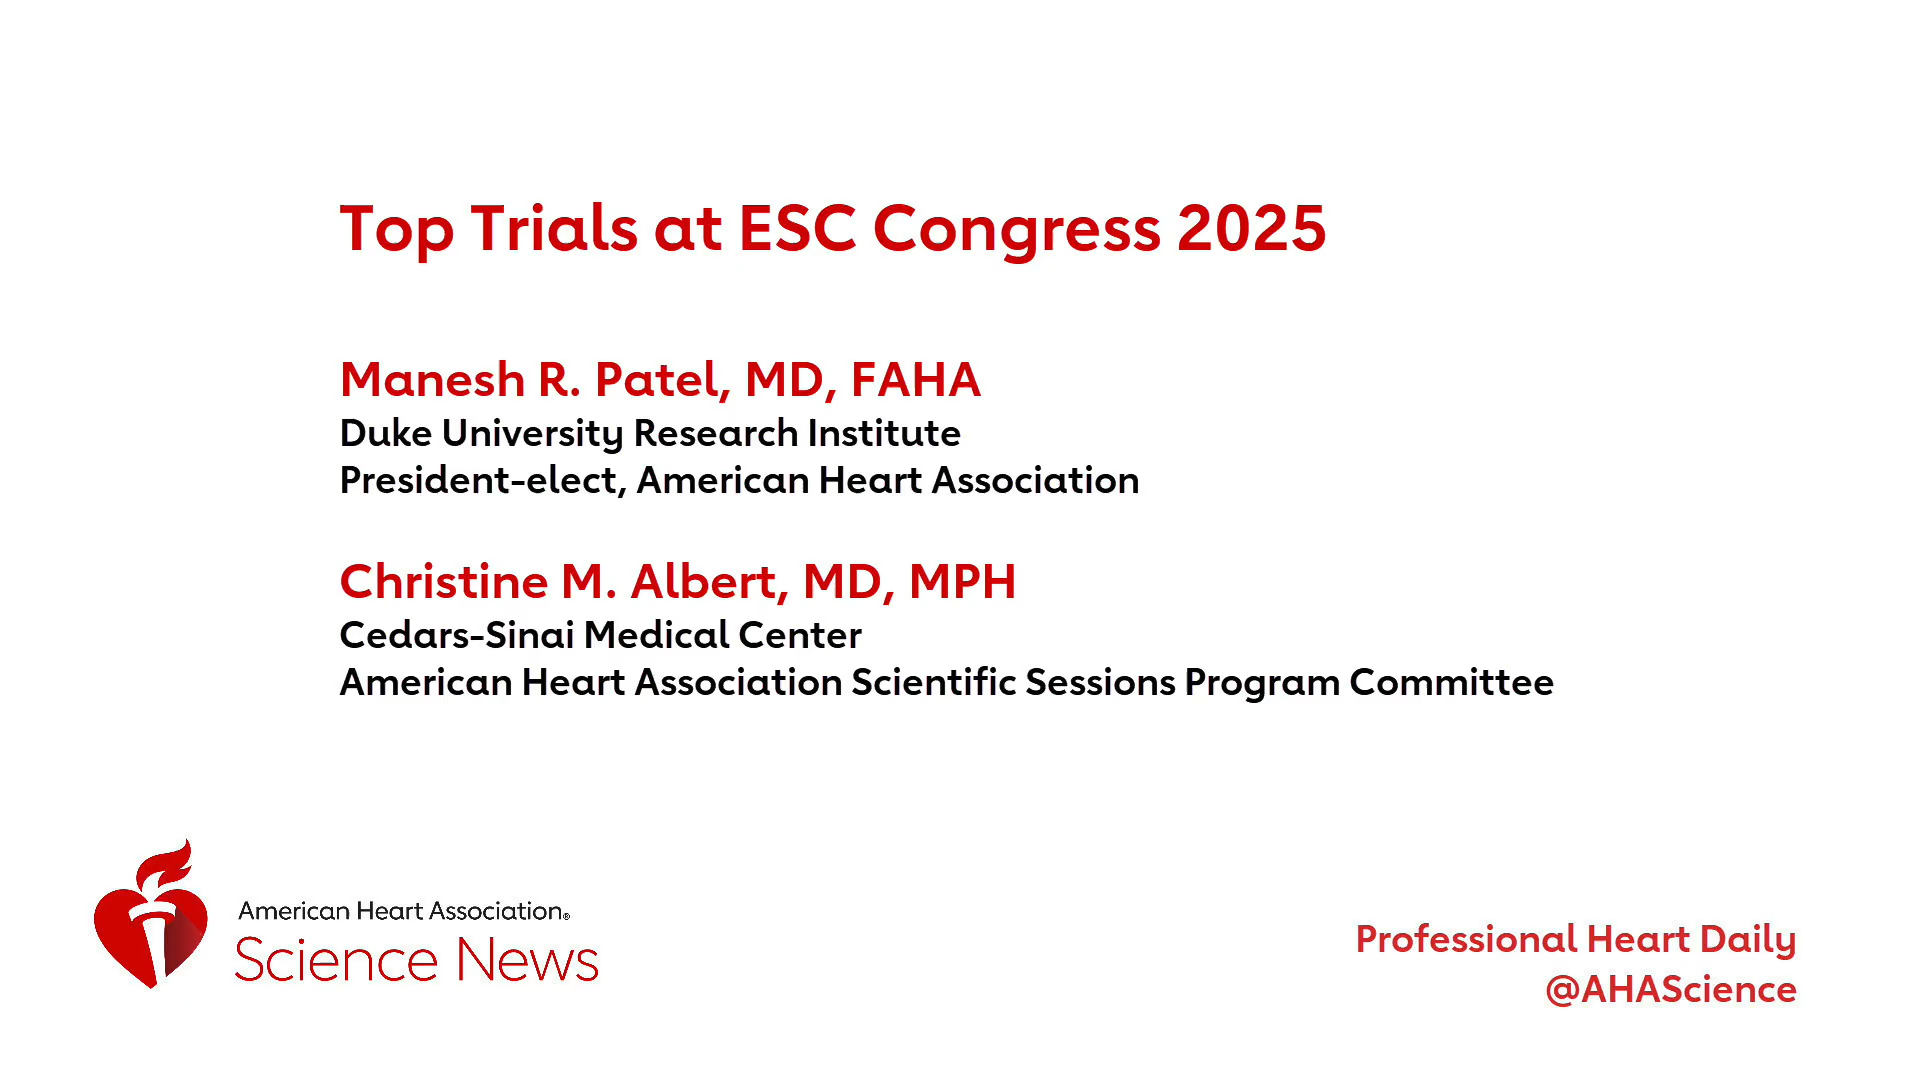 Top Trials at ESC Congress 2025
Manesh R. Patel, MD, FAHA
Duke University Research Institute
President-elect, American Heart Association
Christine M. Albert, MD, MPH
Cedars-Sinai Medical Center
American Heart Association Scientific Sessions Program Committee
American Heart Association®
Science News
Professional Heart Daily
@AHAScience